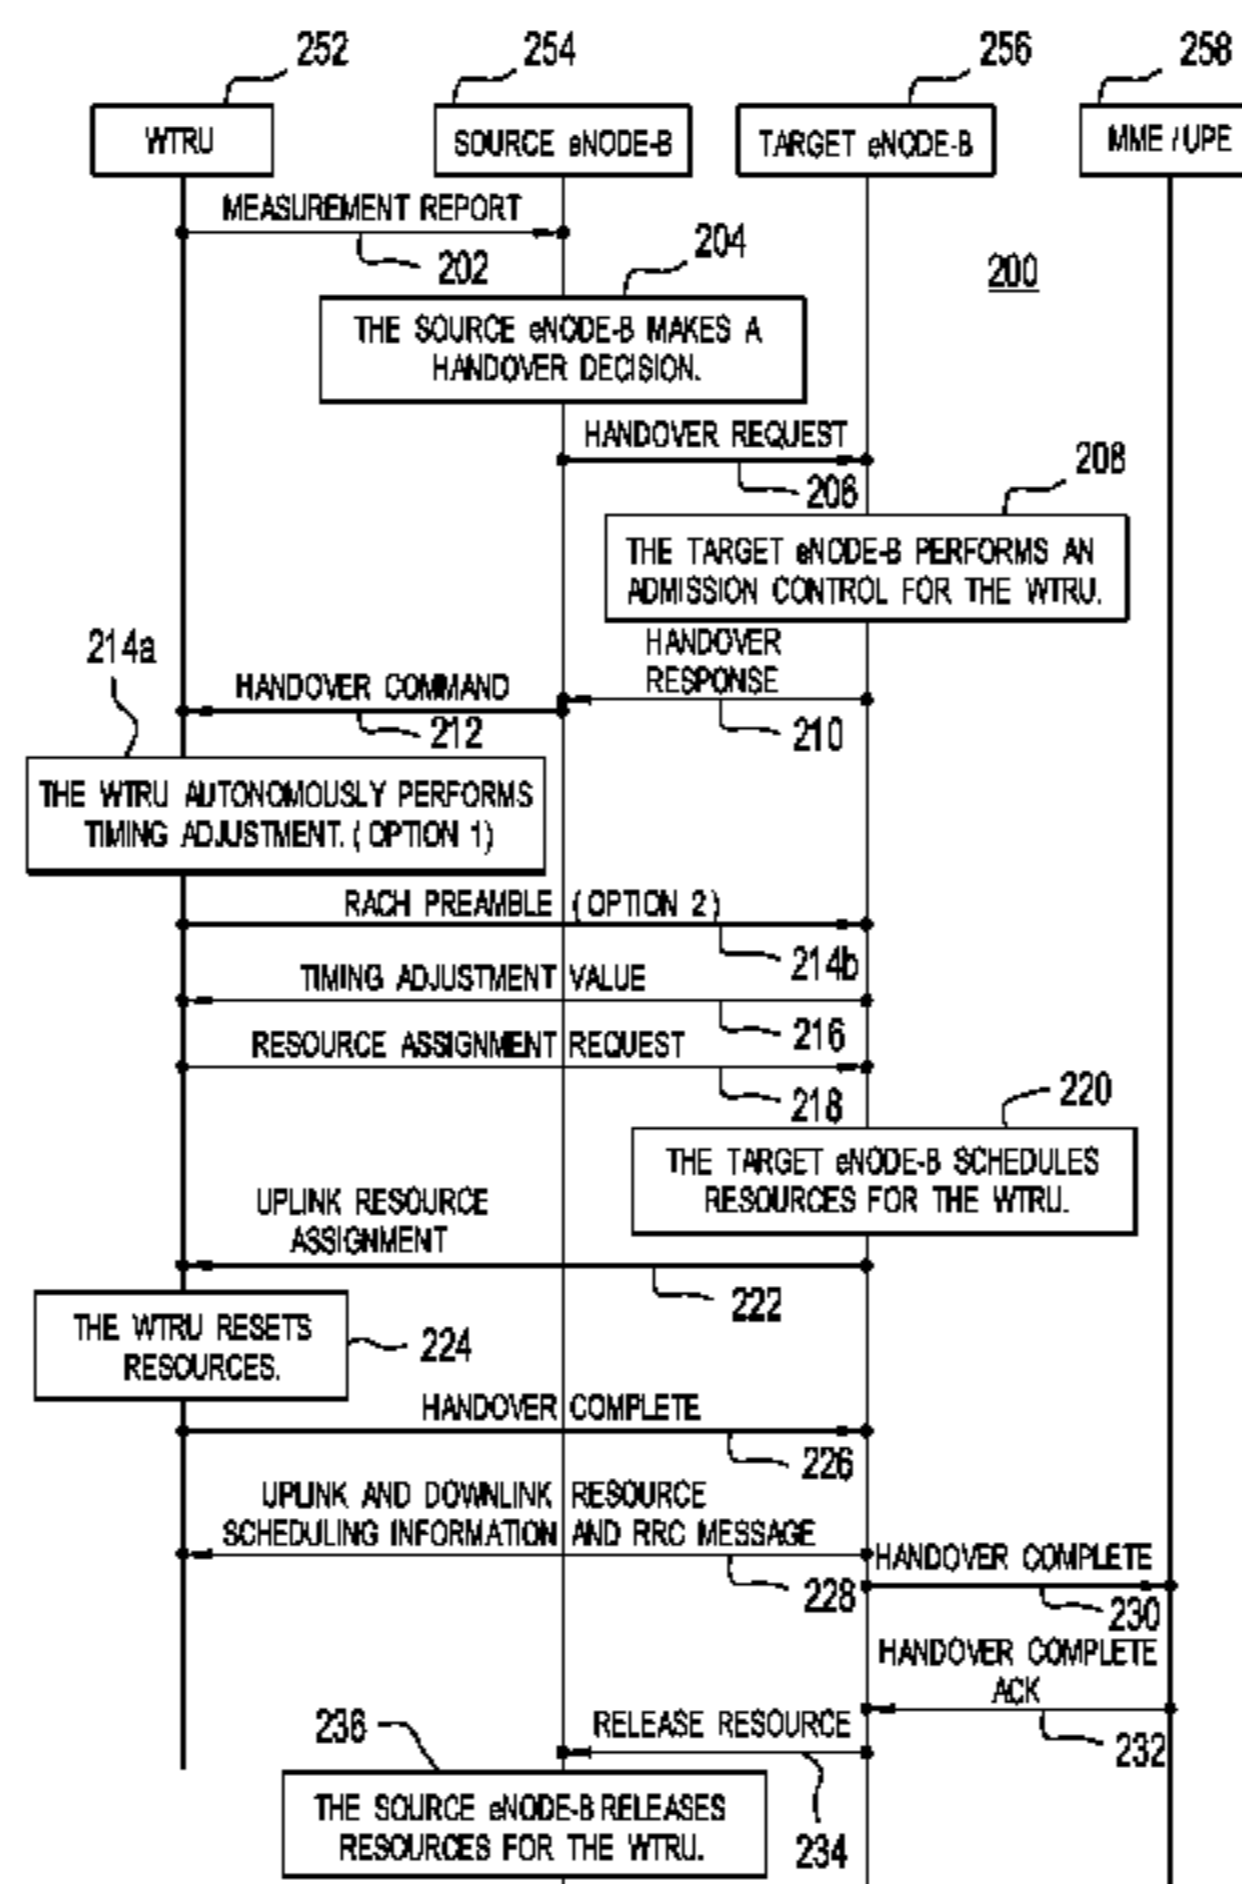 252
254
256
258
WTRU
SOURCE eNODE-B
TARGET eNODE-B
MME / UPE
MEASUREMENT REPORT
202
204
200
THE SOURCE eNODE-B MAKES A
HANDOVER DECISION.
HANDOVER REQUEST
206
208
THE TARGET eNODE-B PERFORMS AN
ADMISSION CONTROL FOR THE WTRU.
214a
HANDOVER
RESPONSE
HANDOVER COMMAND
212
210
THE WTRU AUTONOMOUSLY PERFORMS
TIMING ADJUSTMENT. ( OPTION 1)
RACH PREAMBLE ( OPTION 2 )
214b
TIMING ADJUSTMENT VALUE
216
RESOURCE ASSIGNMENT REQUEST
218
220
THE TARGET eNODE-B SCHEDULES
RESOURCES FOR THE WTRU.
UPLINK RESOURCE
ASSIGNMENT
222
THE WTRU RESETS
RESOURCES.
224
HANDOVER COMPLETE
226
UPLINK AND DOWNLINK RESOURCE
SCHEDULING INFORMATION AND RRC MESSAGE
228
HANDOVER COMPLETE
230
HANDOVER COMPLETE
ACK
232
236
RELEASE RESOURCE
234
THE SOURCE eNODE-B RELEASES
RESOURCES FOR THE WTRU.